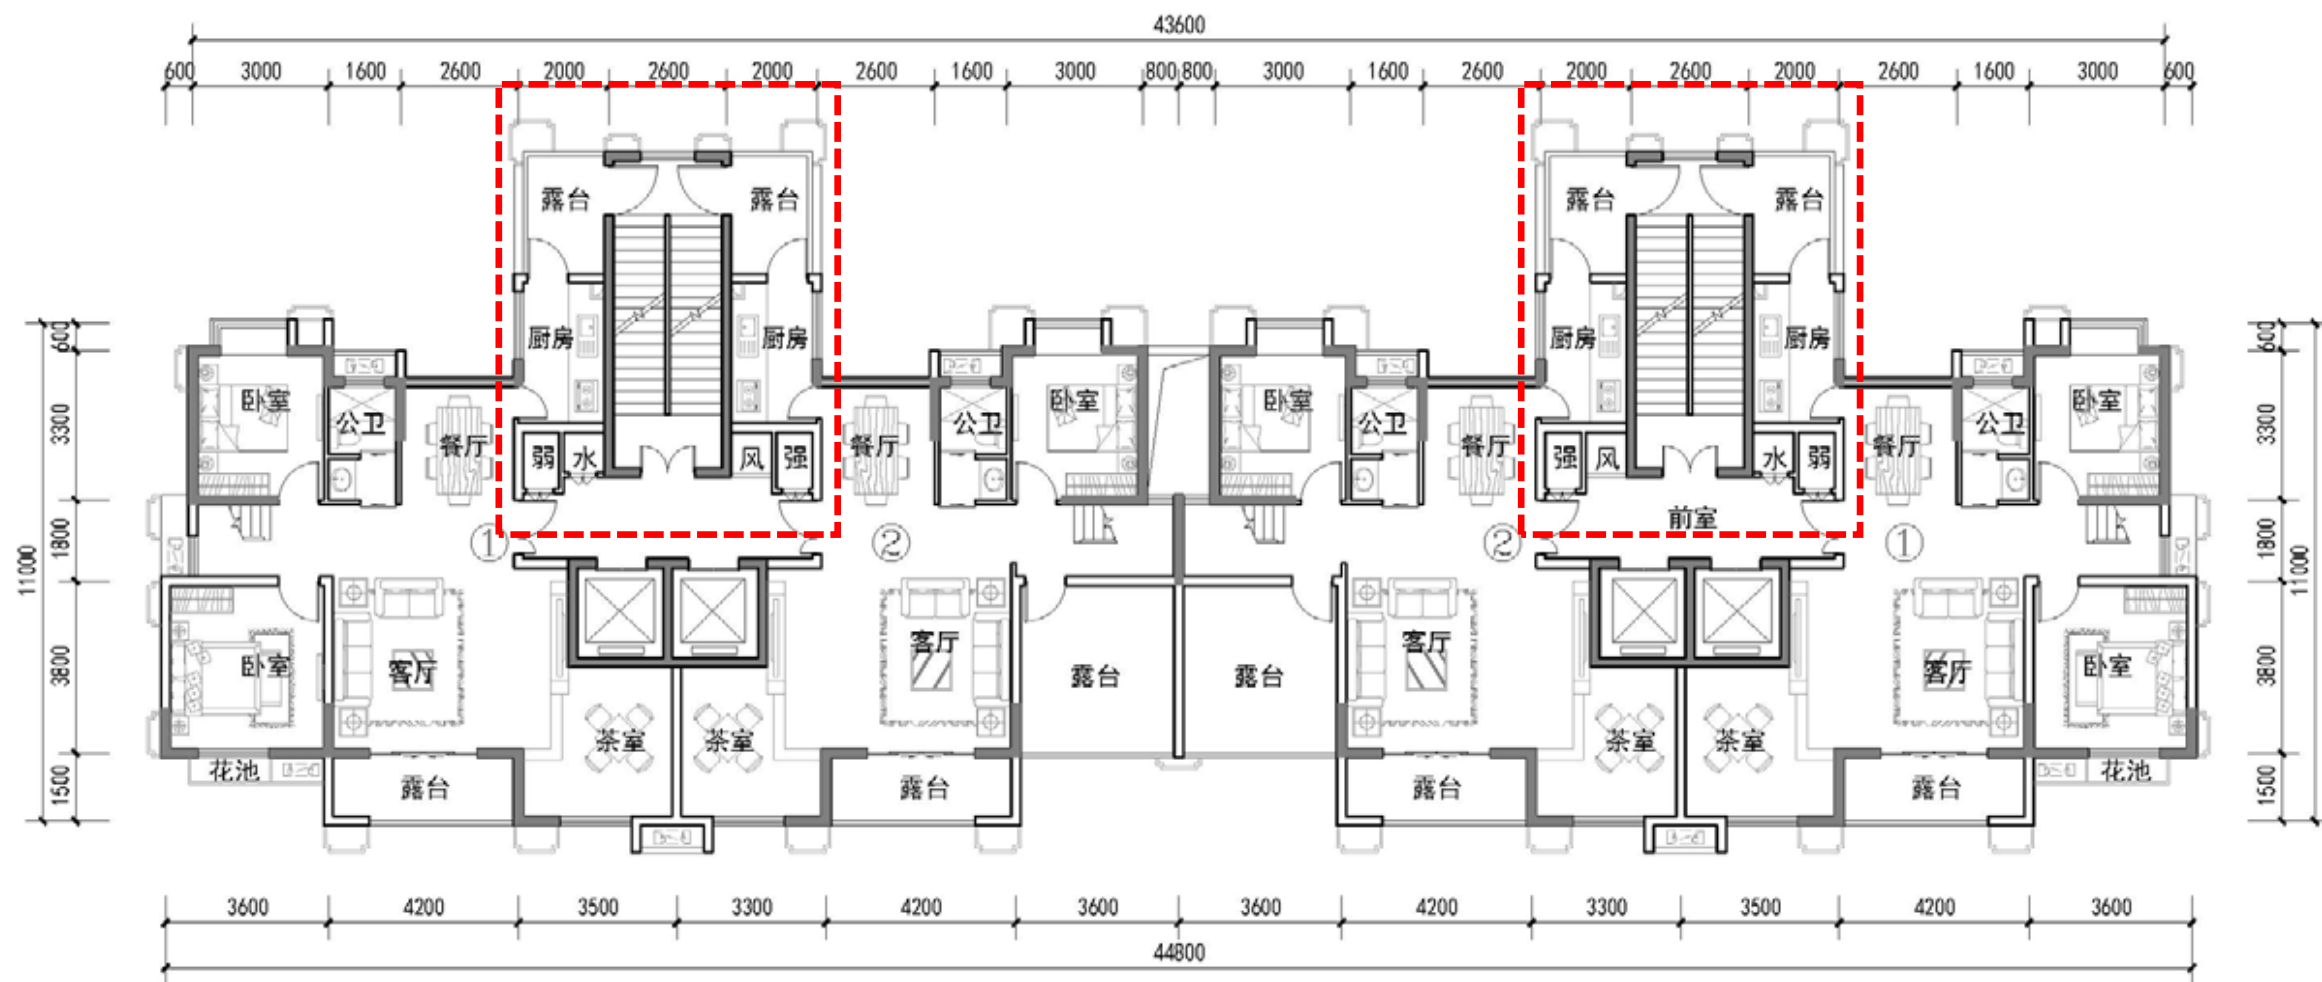 43600
600 3000 1600 2600 2000 2600 2000 2600 1600 3000 800 800 3000 1600 2600 2000 2600 2000 2600 1600 3000 600
露台 露台 露台 露台
600 厨房 厨房 厨房 厨房 600
卧室 公卫 餐厅 餐厅 公卫 卧室 卧室 公卫 餐厅 餐厅 公卫 卧室
3300 弱 水 风 强 强 风 水 弱 3300
前室
1800 ① ② ② ① 1800
11000 11000
3800 卧室 客厅 客厅 露台 露台 客厅 客厅 卧室 3800
茶室 茶室 茶室 茶室
1500 花池 露台 露台 露台 露台 花池 1500
3600 4200 3500 3300 4200 3600 3600 4200 3300 3500 4200 3600
44800